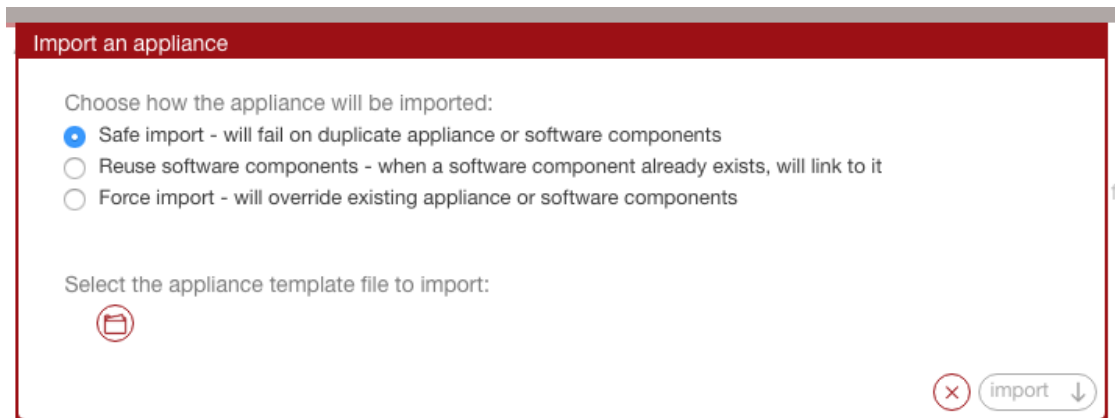 Import an appliance
Choose how the appliance will be imported:
Safe import - will fail on duplicate appliance or software components
Reuse software components - when a software component already exists, will link to it
Force import - will override existing appliance or software components
Select the appliance template file to import:
import